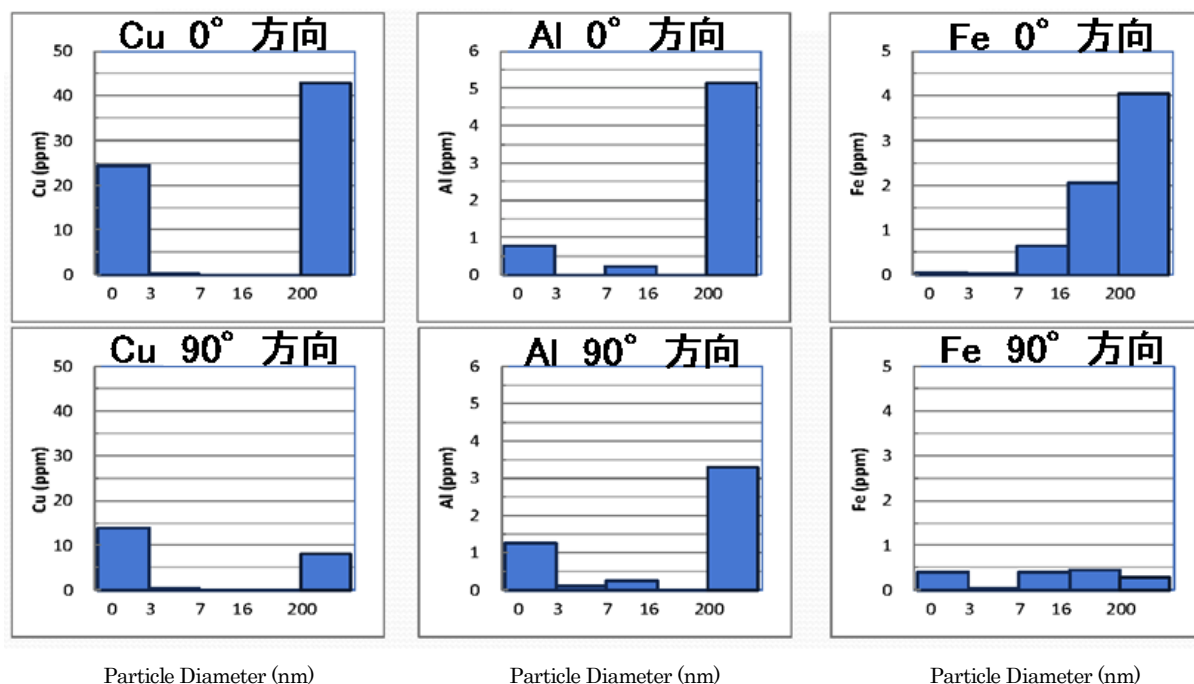 Cu 0° 方向
50
40
30
20
10
0
Cu (ppm)
0 3 7 16 200
Al 0° 方向
6
5
4
3
2
1
0
Al (ppm)
0 3 7 16 200
Fe 0° 方向
5
4
3
2
1
0
Fe (ppm)
0 3 7 16 200
Cu 90° 方向
50
40
30
20
10
0
Cu (ppm)
0 3 7 16 200
Al 90° 方向
6
5
4
3
2
1
0
Al (ppm)
0 3 7 16 200
Fe 90° 方向
5
4
3
2
1
0
Fe (ppm)
0 3 7 16 200
Particle Diameter (nm)
Particle Diameter (nm)
Particle Diameter (nm)